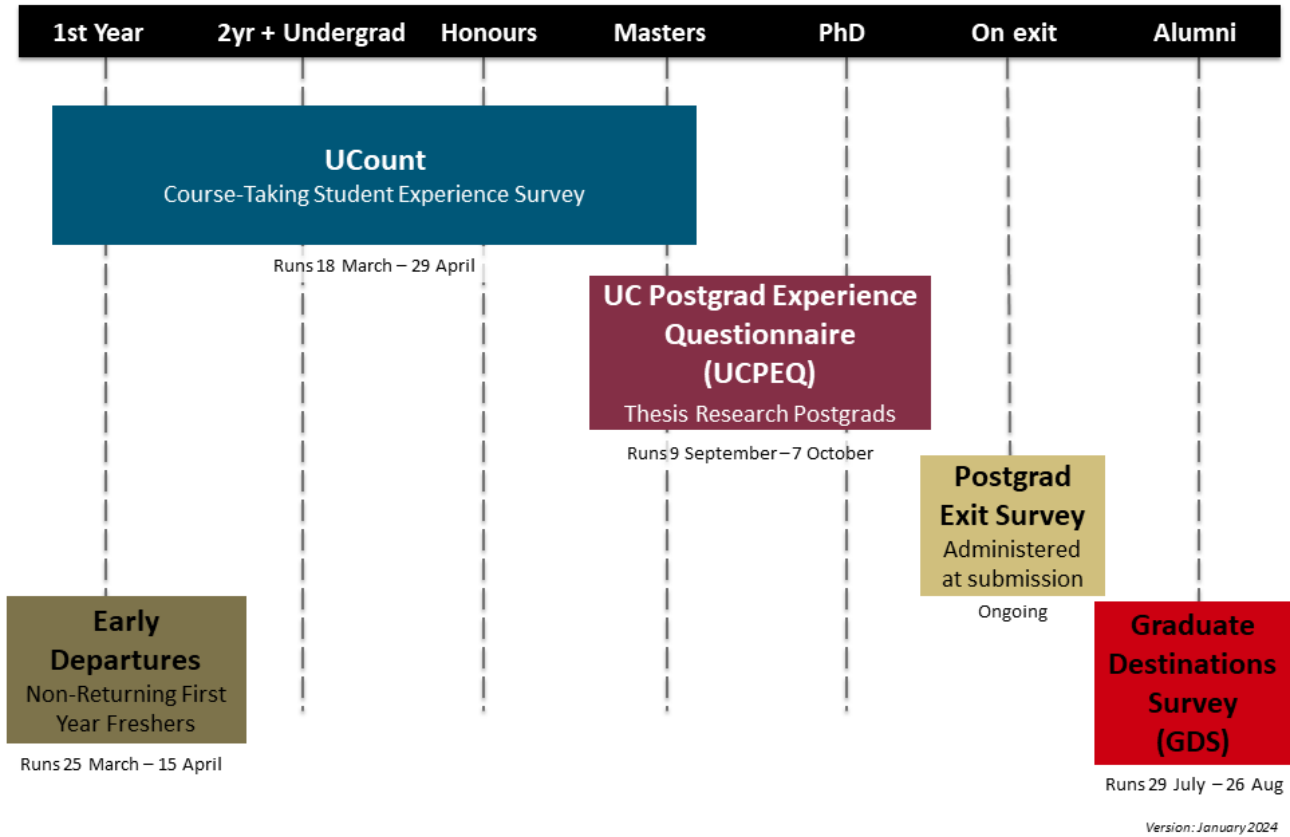 1st Year 2yr + Undergrad Honours Masters PhD On exit Alumni
UCount
Course-Taking Student Experience Survey
Runs 18 March – 29 April
UC Postgrad Experience
Questionnaire
(UCPEQ)
Thesis Research Postgrads
Runs 9 September – 7 October
Postgrad
Exit Survey
Administered
at submission
Ongoing
Early
Departures
Non-Returning First
Year Freshers
Runs 25 March – 15 April
Graduate
Destinations
Survey
(GDS)
Runs 29 July – 26 Aug
Version: January 2024